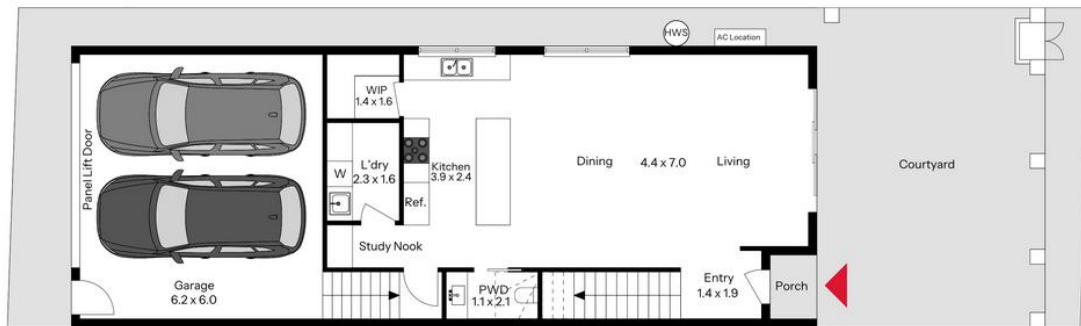 HWS
AC Location
WIP
1.4 x 1.6
Panel Lift Door
L'dry
2.3 x 1.6
W
Kitchen
3.9 x 2.4
Ref.
Dining
4.4 x 7.0
Living
Courtyard
Study Nook
Garage
6.2 x 6.0
PWD
1.1 x 2.1
Entry
1.4 x 1.9
Porch